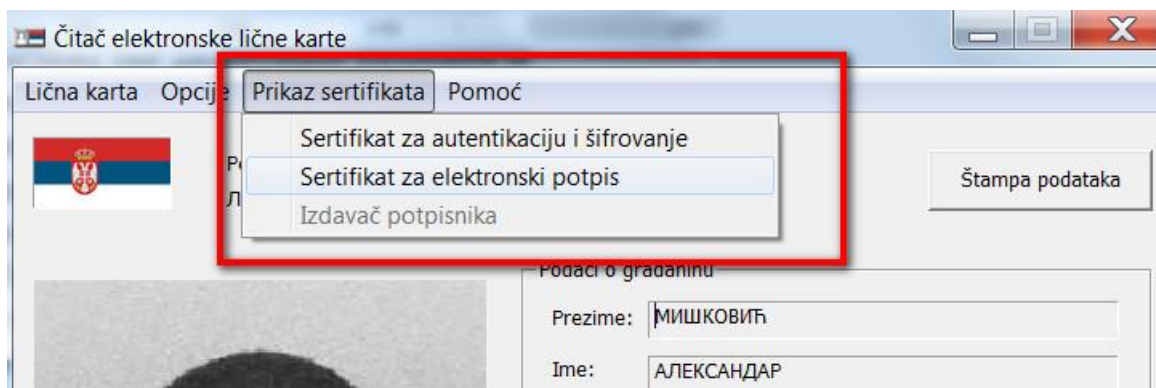 Čitač elektronske lične karte
Lična karta Opcije Prikaz sertifikata Pomoć
Sertifikat za autentikaciju i šifrovanje
Sertifikat za elektronski potpis
Izdavač potpisnika
Štampa podataka
Podaci o građaninu
Prezime: МИШКОВИЋ
Ime: АЛЕКСАНДАР